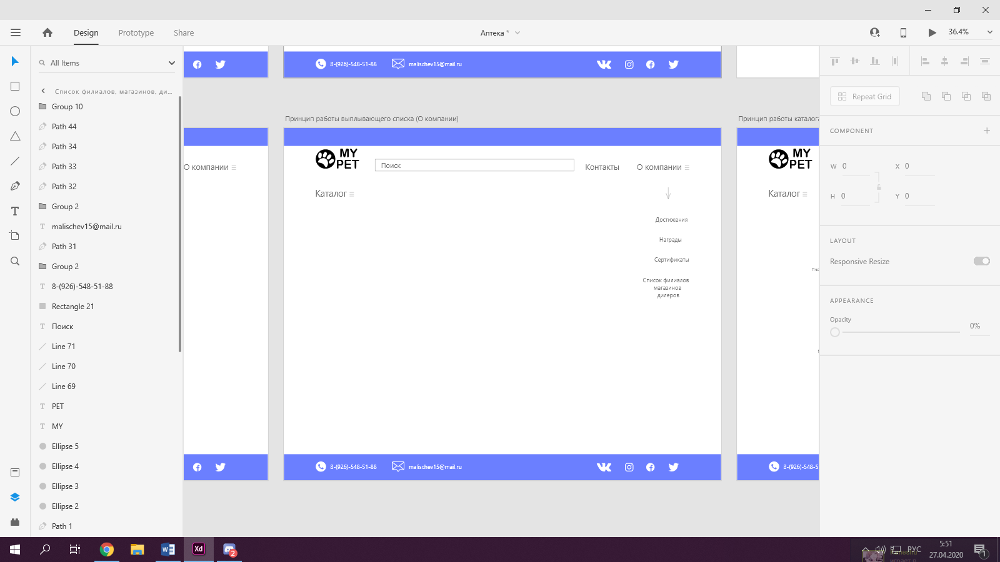 Design
Prototype
Share
Аптека *
36.4%
All Items
Список филиалов, магазинов, ди...
Group 10
Path 44
Path 34
Path 33
Path 32
Group 2
malischev15@mail.ru
Path 31
Group 2
8-(926)-548-51-88
Rectangle 21
Поиск
Line 71
Line 70
Line 69
PET
MY
Ellipse 5
Ellipse 4
Ellipse 3
Ellipse 2
Path 1
8-(926)-548-51-88
malischev15@mail.ru
Принцип работы выплывающего списка (О компании)
Принцип работы каталога
О компании
MY
PET
Поиск
Контакты
О компании
Каталог
Достижения
Награды
Сертификаты
Список филиалов
магазинов
дилеров
8-(926)-548-51-88
malischev15@mail.ru
MY
PET
Каталог
8-(926)-548-5
Repeat Grid
COMPONENT
W 0
X 0
H 0
Y 0
LAYOUT
Responsive Resize
APPEARANCE
Opacity
0%
Xd
2
РУС
5:51
27.04.2020
1